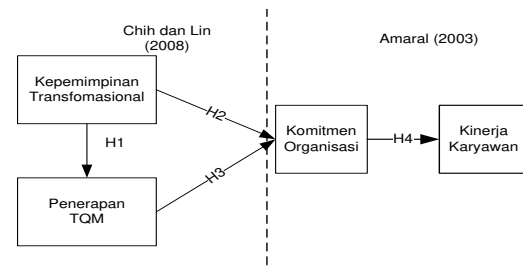 Chih dan Lin
(2008)
Amaral (2003)
Kepemimpinan
Transfomasional
H1
H2
H3
Penerapan
TQM
Komitmen
Organisasi
H4
Kinerja
Karyawan